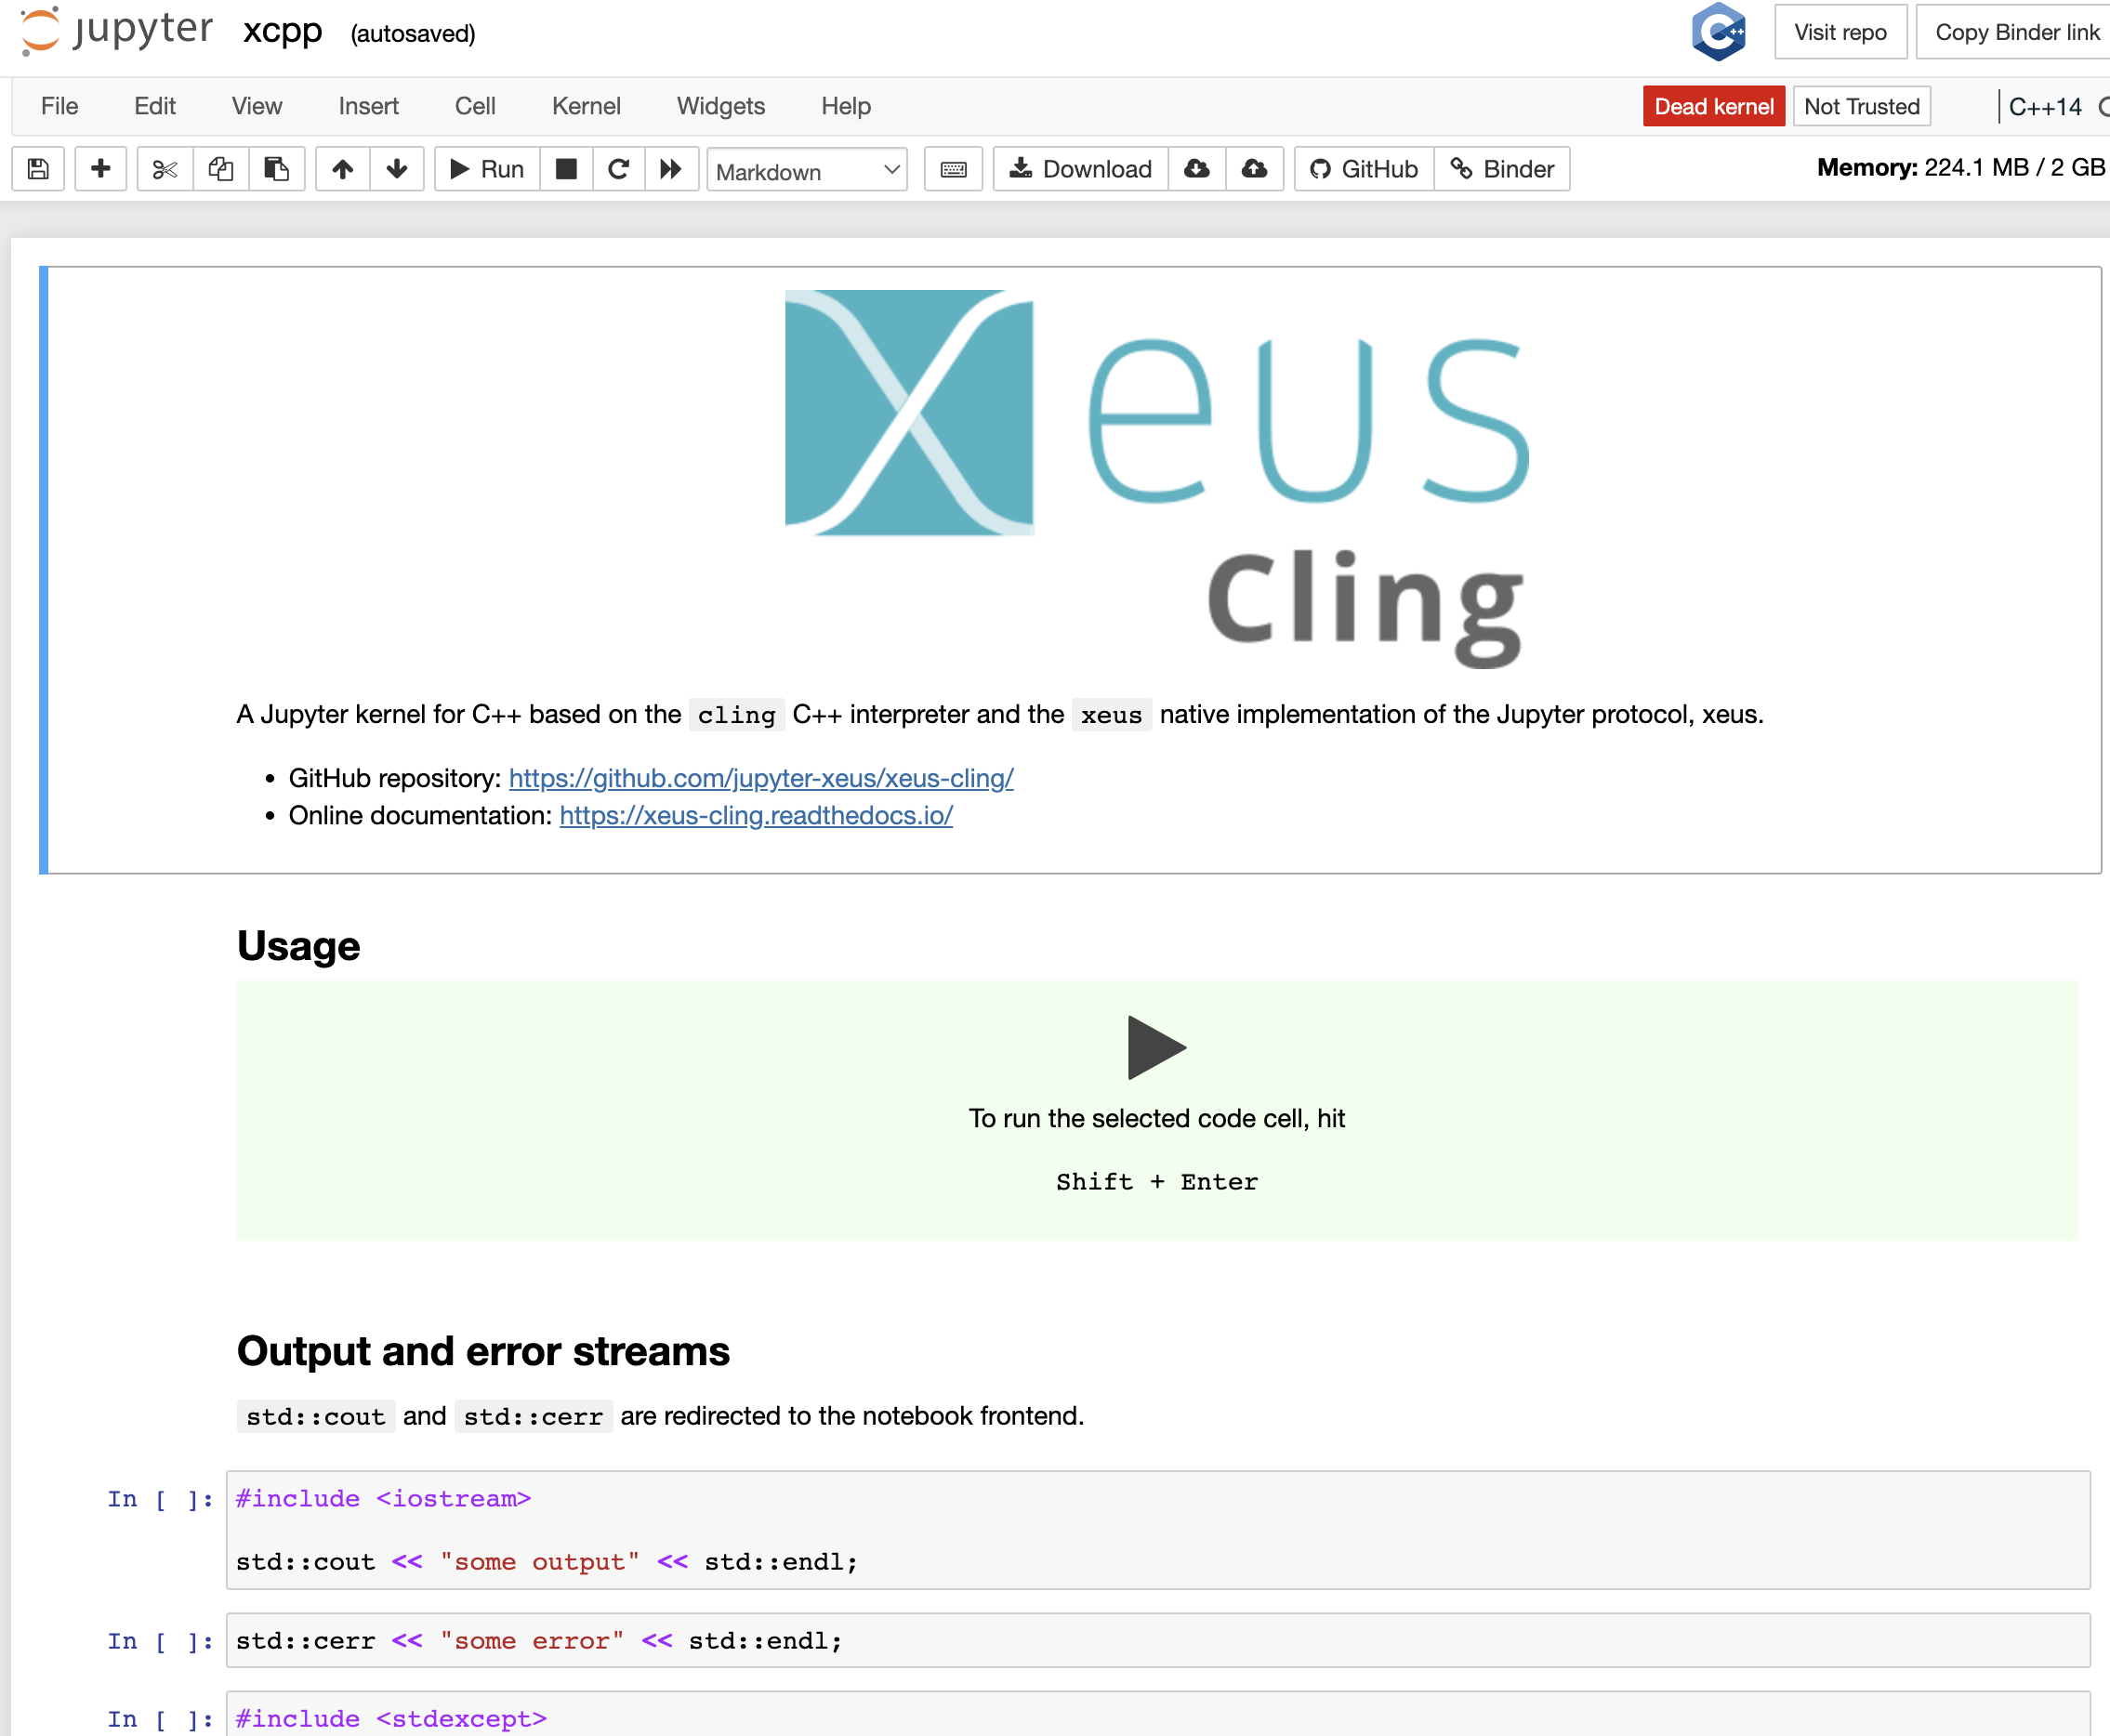 jupyter xcpp (autosaved) C++ Visit repo Copy Binder link
File Edit View Insert Cell Kernel Widgets Help Dead kernel Not Trusted C++14
Run Markdown Download GitHub Binder Memory: 224.1 MB / 2 GB
xeus
Cling
A Jupyter kernel for C++ based on the cling C++ interpreter and the xeus native implementation of the Jupyter protocol, xeus.
• GitHub repository: https://github.com/jupyter-xeus/xeus-cling/
• Online documentation: https://xeus-cling.readthedocs.io/
Usage
To run the selected code cell, hit
Shift + Enter
Output and error streams
std::cout and std::cerr are redirected to the notebook frontend.
In [ ]: #include <iostream>
std::cout << "some output" << std::endl;
In [ ]: std::cerr << "some error" << std::endl;
In [ ]: #include <stdexcept>